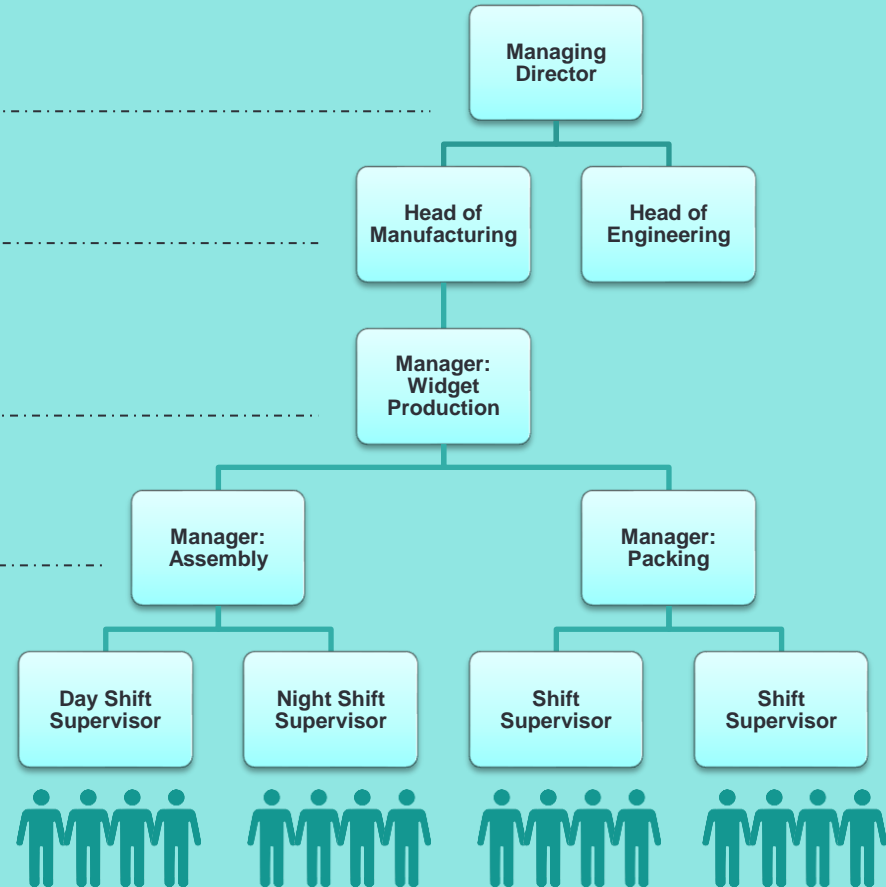 Managing
Director
Head of
Manufacturing
Head of
Engineering
Manager:
Widget
Production
Manager:
Assembly
Manager:
Packing
Day Shift
Supervisor
Night Shift
Supervisor
Shift
Supervisor
Shift
Supervisor